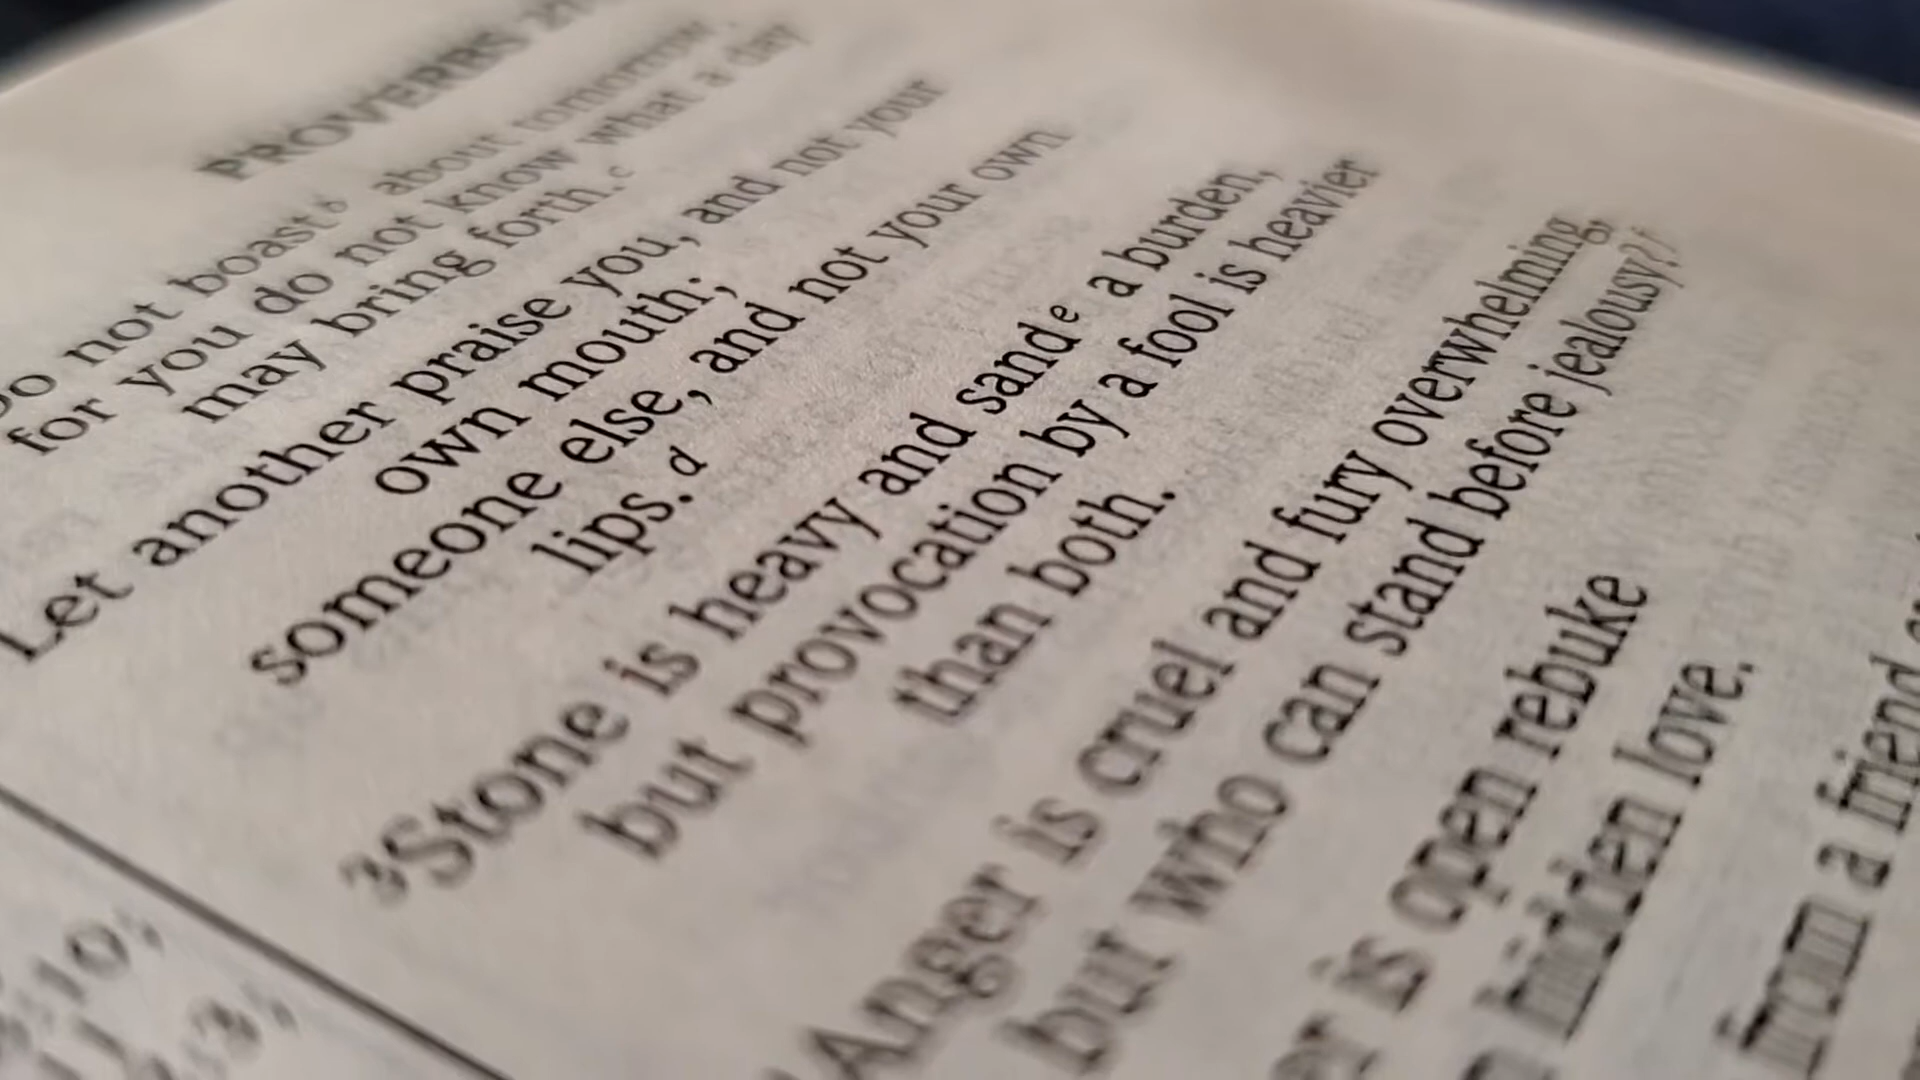 PROVERBS 27
Do not boast b about tomorrow,
for you do not know what a day
may bring forth. c
Let another praise you, and not your
own mouth;
someone else, and not your own
lips. d
3 Stone is heavy and sand e a burden,
but provocation by a fool is heavier
than both.
Anger is cruel and fury overwhelming,
but who can stand before jealousy? f
is open rebuke
hidden love.
from a friend